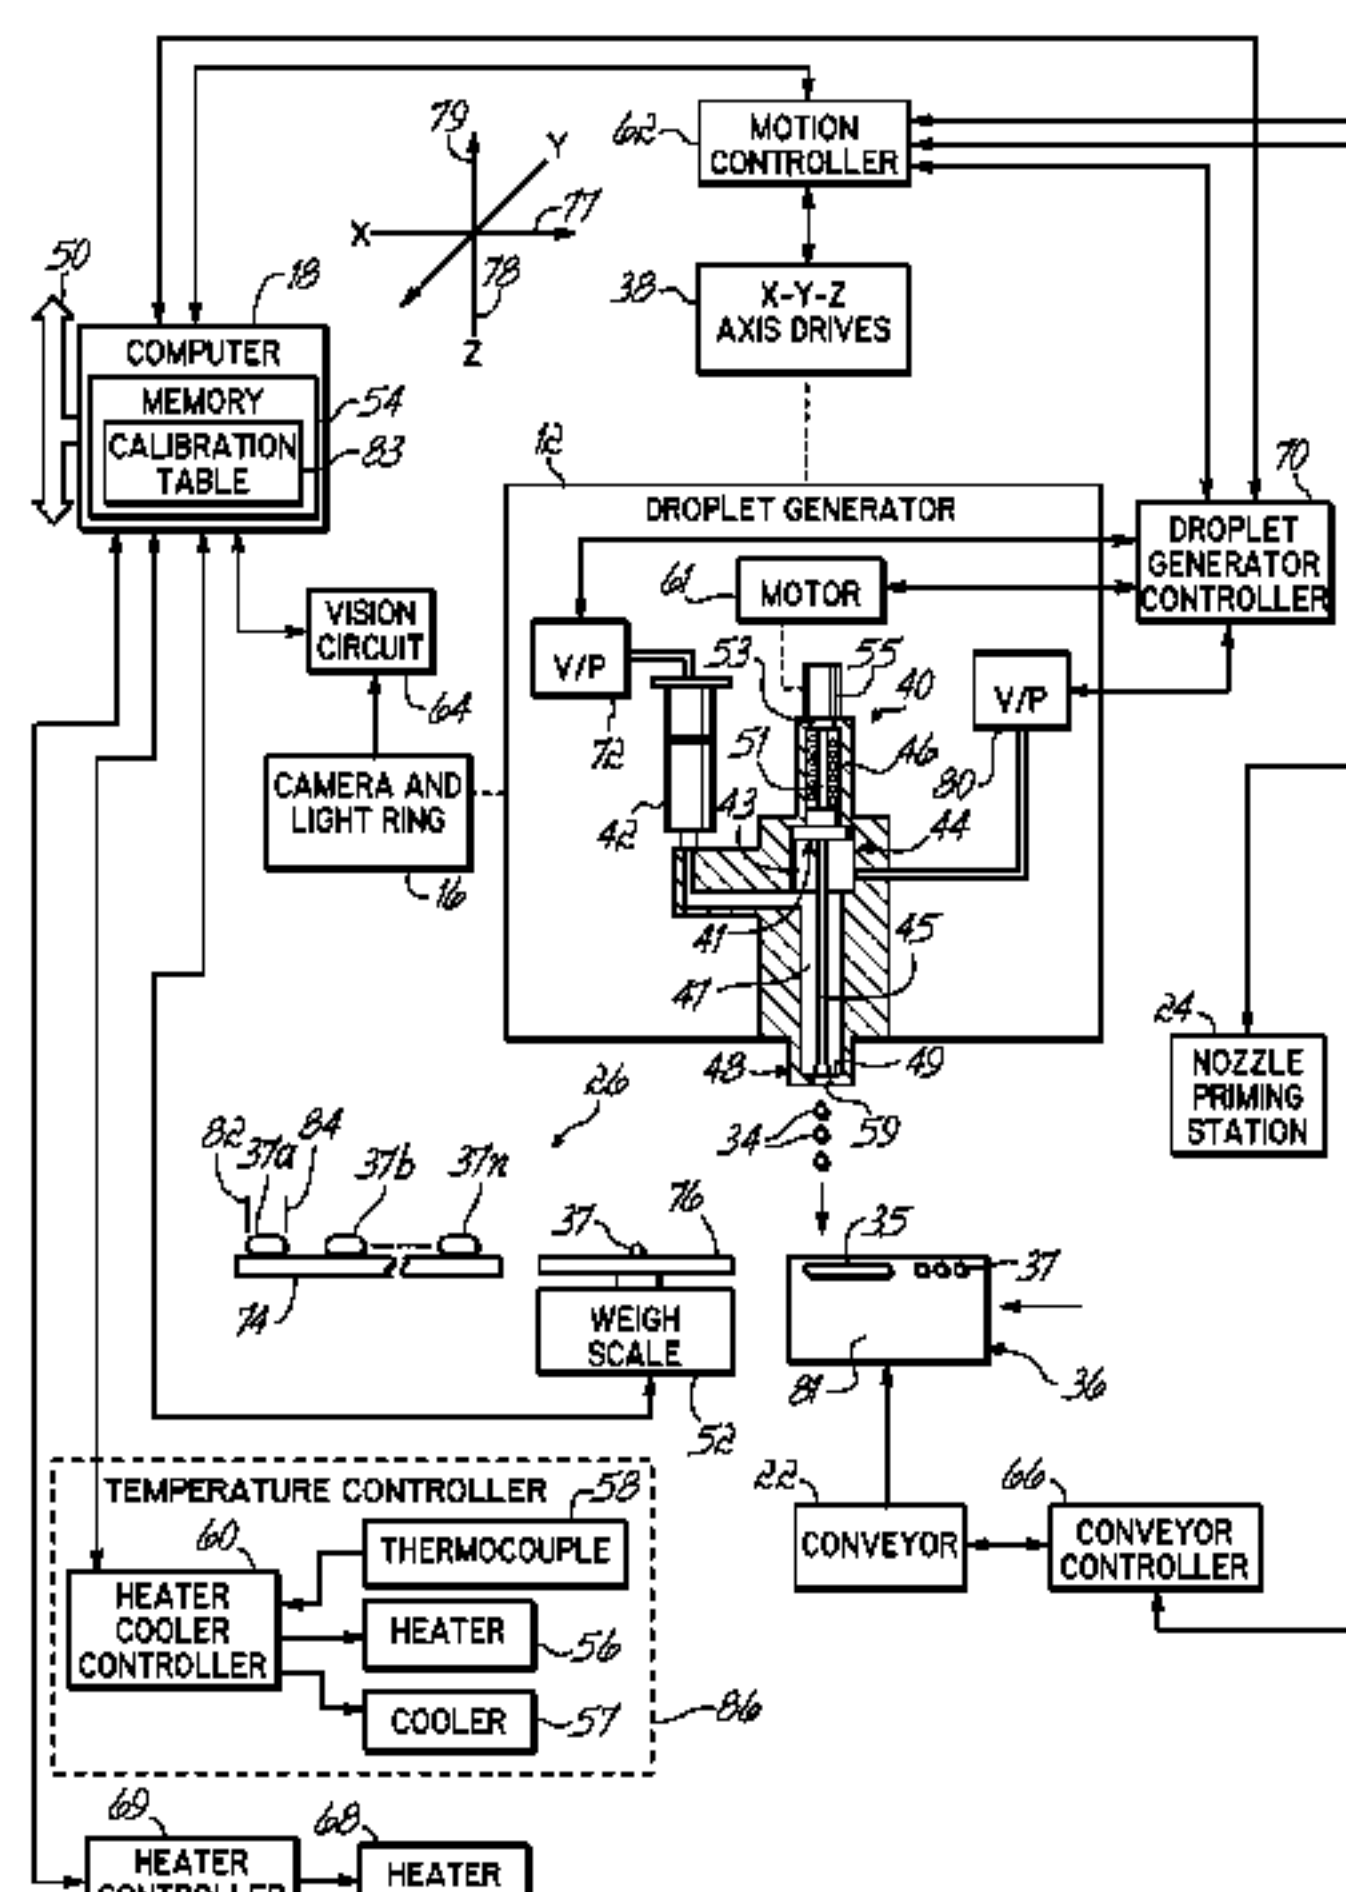 79
Y
62
MOTION
CONTROLLER
X
77
50
18
78
Z
38
X-Y-Z
AXIS DRIVES
COMPUTER
MEMORY
54
CALIBRATION
TABLE
83
12
70
DROPLET GENERATOR
DROPLET
GENERATOR
CONTROLLER
61
MOTOR
VISION
CIRCUIT
64
V/P
72
53
55
40
V/P
80
51
46
CAMERA AND
LIGHT RING
16
42
43
44
41
45
47
24
NOZZLE
PRIMING
STATION
48
49
59
34
26
82
37a
84
37b
37n
37
76
35
37
74
WEIGH
SCALE
52
81
36
TEMPERATURE CONTROLLER
58
THERMOCOUPLE
60
HEATER
COOLER
CONTROLLER
HEATER
56
COOLER
57
86
22
CONVEYOR
66
CONVEYOR
CONTROLLER
69
HEATER
CONTROLLER
68
HEATER